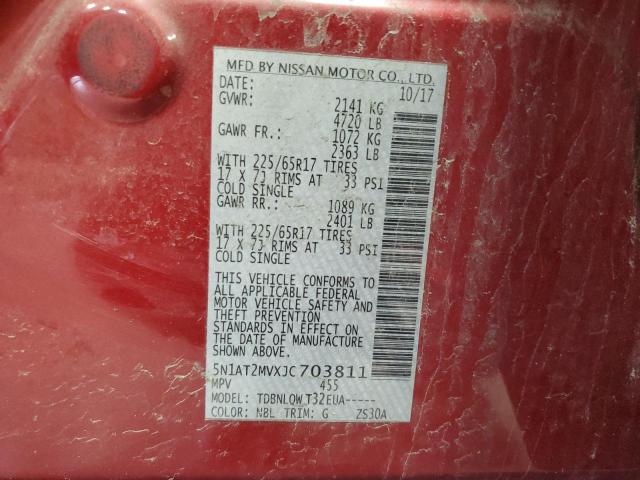 MFD BY NISSAN MOTOR CO., LTD.
DATE: 10/17
GVWR: 2141 KG
4720 LB
GAWR FR.: 1072 KG
2363 LB
WITH 225/65R17 TIRES
17 X 7J RIMS AT 33 PSI
COLD SINGLE
GAWR RR.: 1089 KG
2401 LB
WITH 225/65R17 TIRES
17 X 7J RIMS AT 33 PSI
COLD SINGLE
THIS VEHICLE CONFORMS TO
ALL APPLICABLE FEDERAL
MOTOR VEHICLE SAFETY AND
THEFT PREVENTION
STANDARDS IN EFFECT ON
THE DATE OF MANUFACTURE
SHOWN ABOVE.
5N1AT2MVXJC703811
MPV 455
MODEL: TDBNLQW T32EUA-----
COLOR: NBL TRIM: G ZS30A